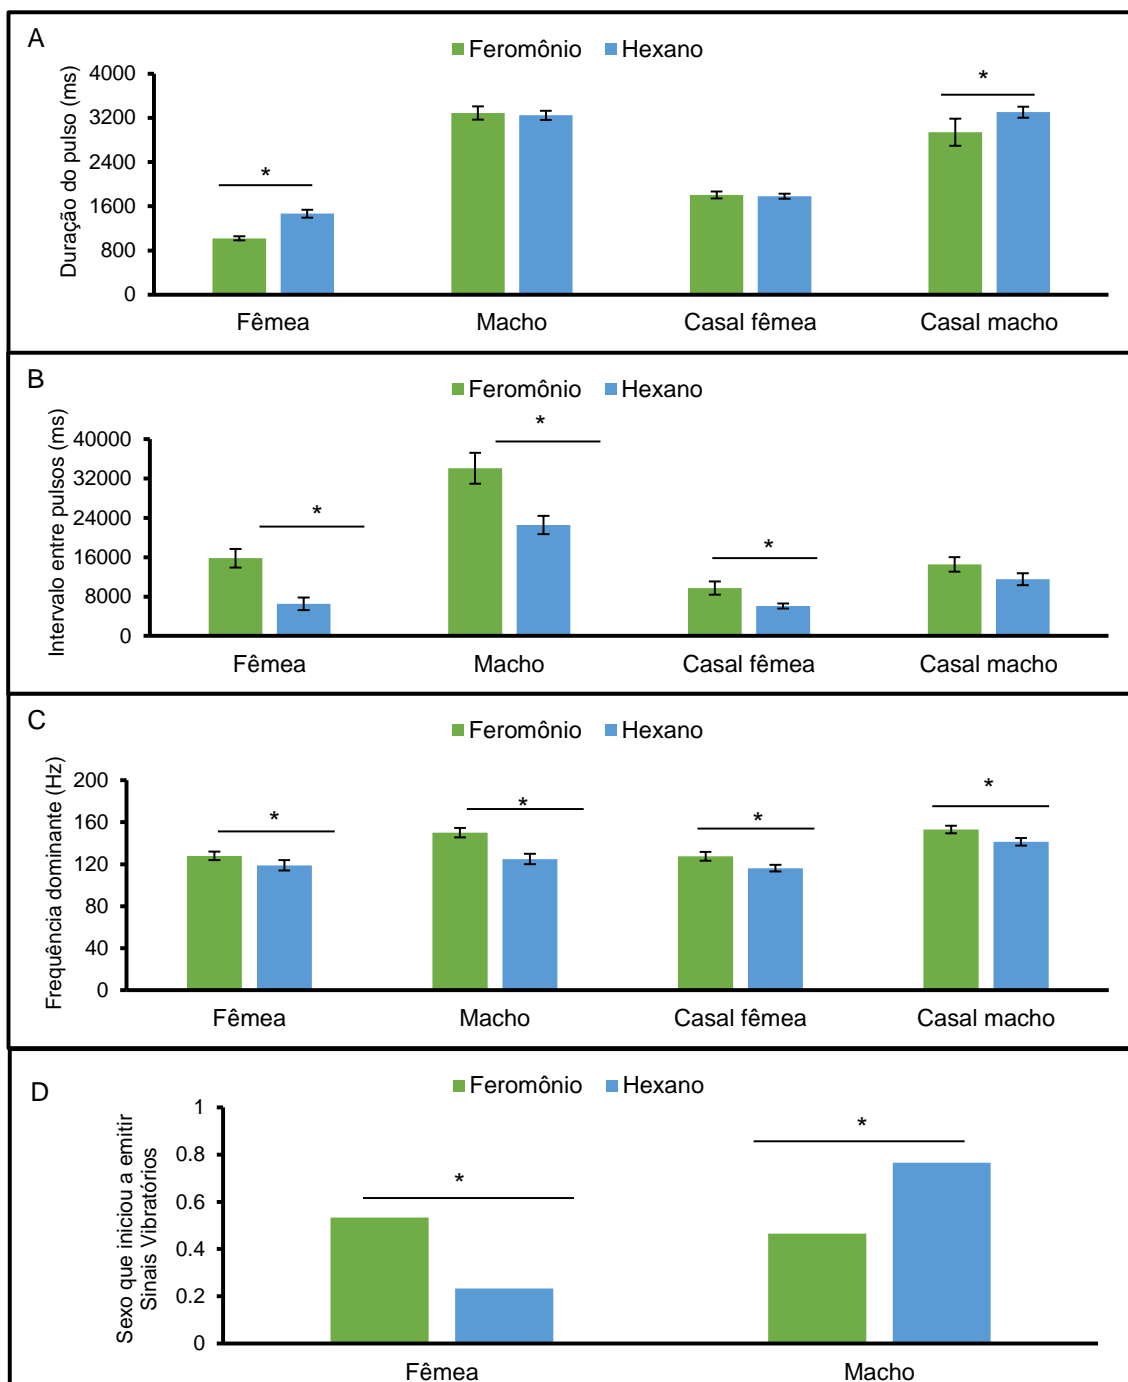 A
Feromônio Hexano
Duração do pulso (ms)
4000
3200
2400
1600
800
0
*
*
Fêmea Macho Casal fêmea Casal macho
B
Feromônio Hexano
Intervalo entre pulsos (ms)
40000
32000
24000
16000
8000
0
*
*
*
Fêmea Macho Casal fêmea Casal macho
C
Feromônio Hexano
Frequência dominante (Hz)
200
160
120
80
40
0
*
*
*
*
Fêmea Macho Casal fêmea Casal macho
D
Feromônio Hexano
Sexo que iniciou a emitir
Sinais Vibratórios
1
0.8
0.6
0.4
0.2
0
*
*
Fêmea Macho